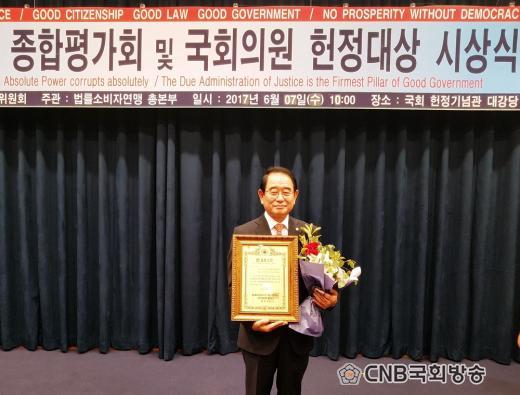 CE / GOOD CITIZENSHIP GOOD LAW GOOD GOVERNMENT / NO PROSPERITY WITHOUT DEMOCRAC
종합평가회 및 국회의원 헌정대상 시상식
Absolute Power corrupts absolutely / The Due Administration of Justice is the Firmest Pillar of Good Government
위원회 주관 : 법률소비자연맹 총본부 일시 : 2017년 6월 07일(수) 10:00 장소 : 국회 헌정기념관 대강당
CNB국회방송